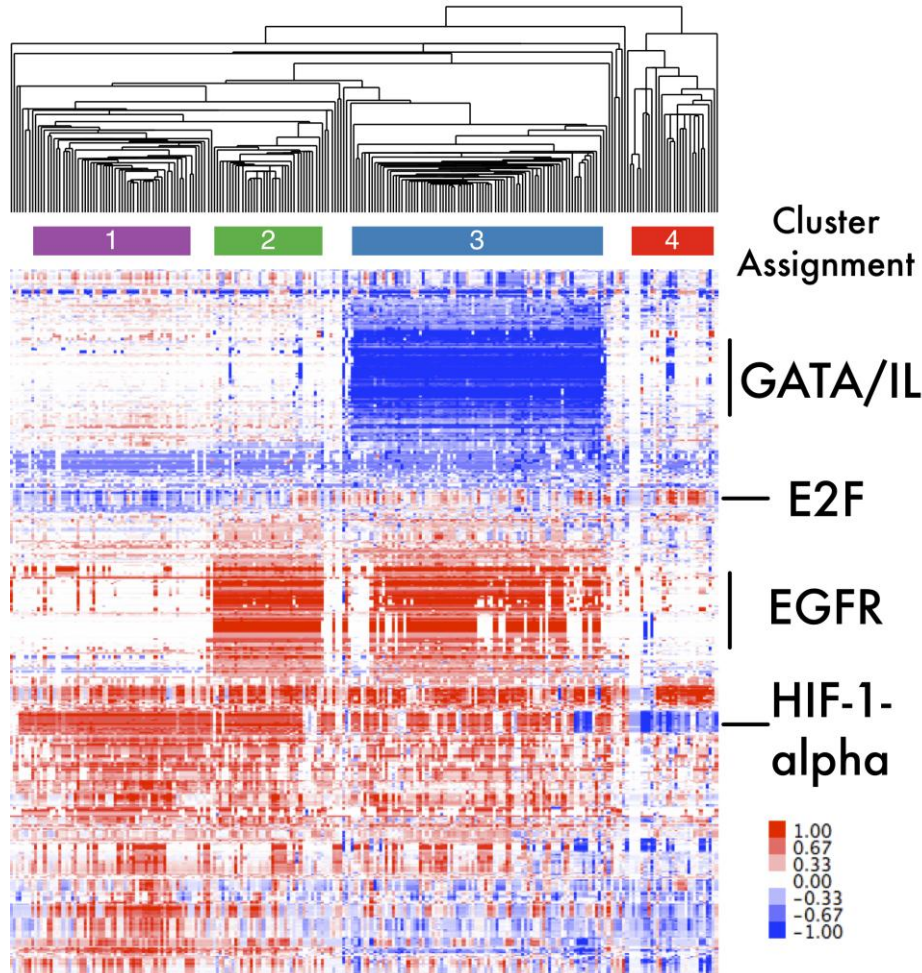 1
2
3
4
Cluster
Assignment
GATA/IL
E2F
EGFR
HIF-1-
alpha
1.00
0.67
0.33
0.00
-0.33
-0.67
-1.00